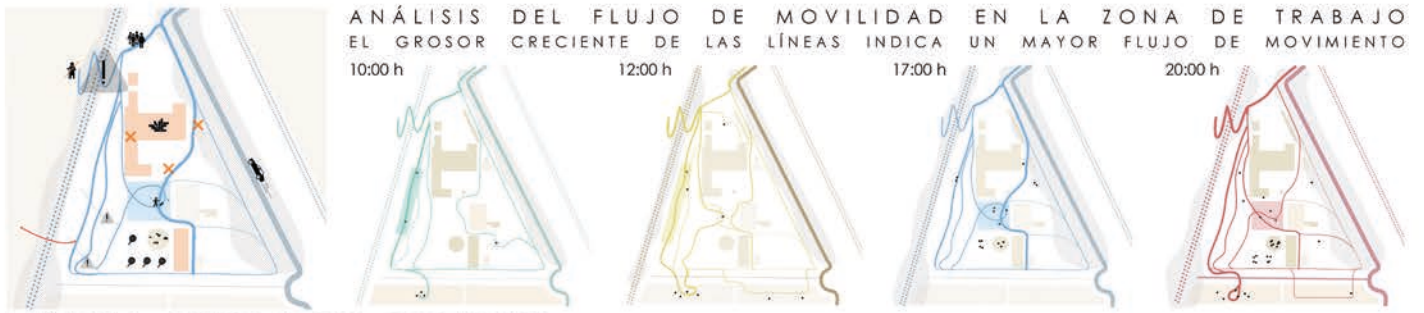 ANÁLISIS DEL FLUJO DE MOVILIDAD EN LA ZONA DE TRABAJO
EL GROSOR CRECIENTE DE LAS LÍNEAS INDICA UN MAYOR FLUJO DE MOVIMIENTO
10:00 h
12:00 h
17:00 h
20:00 h